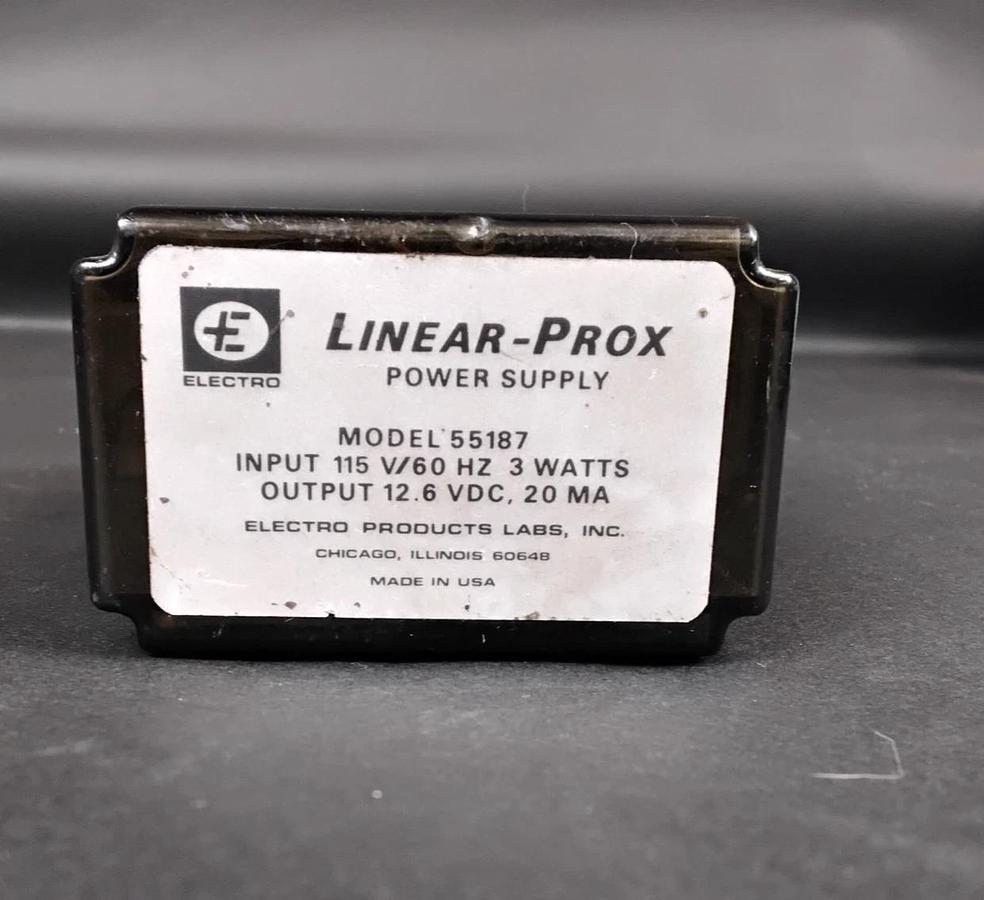 E
ELECTRO
LINEAR-PROX
POWER SUPPLY
MODEL 55187
INPUT 115 V/60 HZ 3 WATTS
OUTPUT 12.6 VDC, 20 MA
ELECTRO PRODUCTS LABS, INC.
CHICAGO, ILLINOIS 60648
MADE IN USA